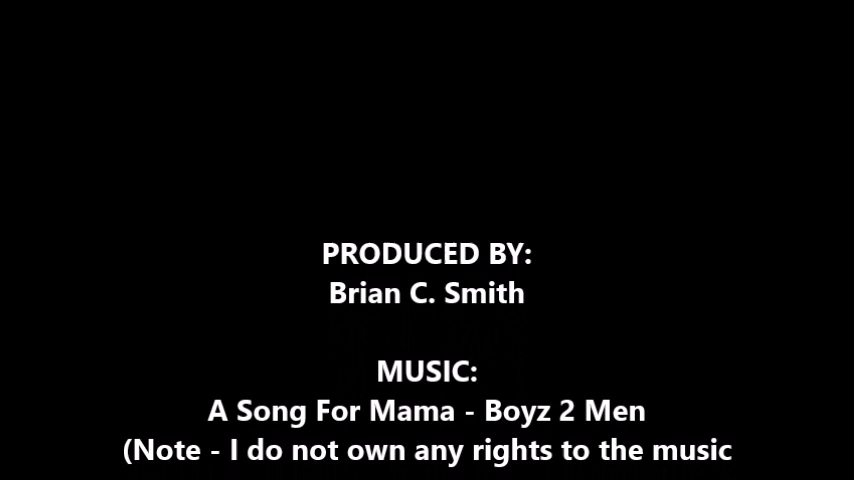 PRODUCED BY:
Brian C. Smith
MUSIC:
A Song For Mama - Boyz 2 Men
(Note - I do not own any rights to the music